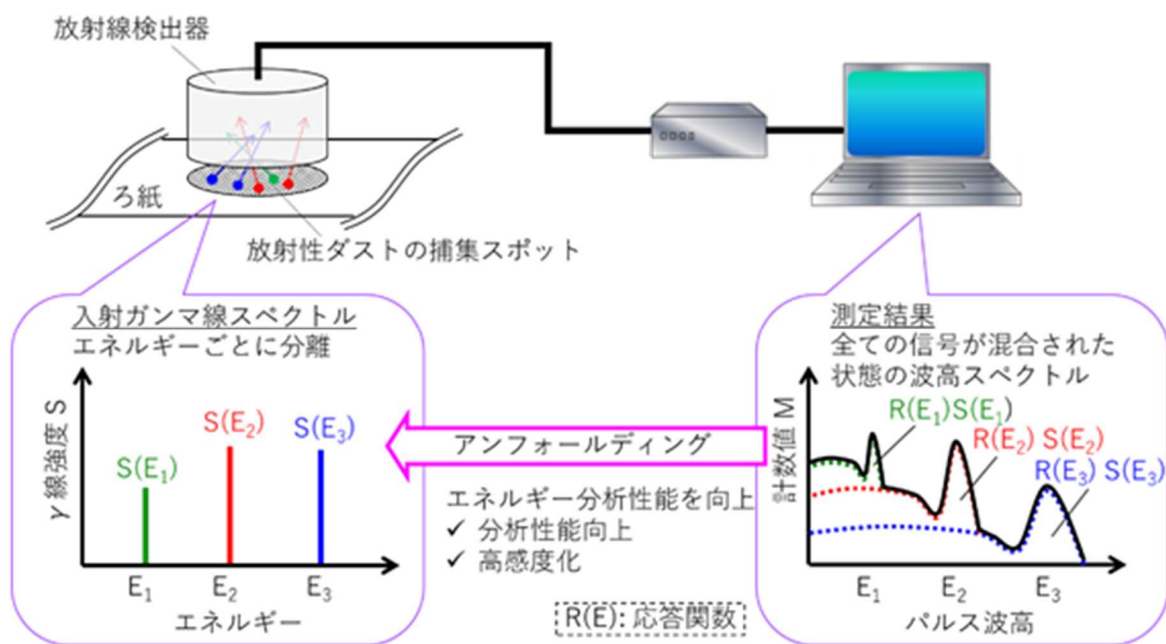 放射線検出器
ろ紙
放射性ダストの捕集スポット
入射ガンマ線スペクトル
エネルギーごとに分離
γ線強度 S
S(E₁)
S(E₂)
S(E₃)
E₁
E₂
E₃
エネルギー
アンフォールディング
エネルギー分析性能を向上
✓ 分析性能向上
✓ 高感度化
R(E): 応答関数
測定結果
全ての信号が混合された
状態の波高スペクトル
計数値 M
R(E₁)S(E₁)
R(E₂) S(E₂)
R(E₃) S(E₃)
E₁
E₂
E₃
パルス波高